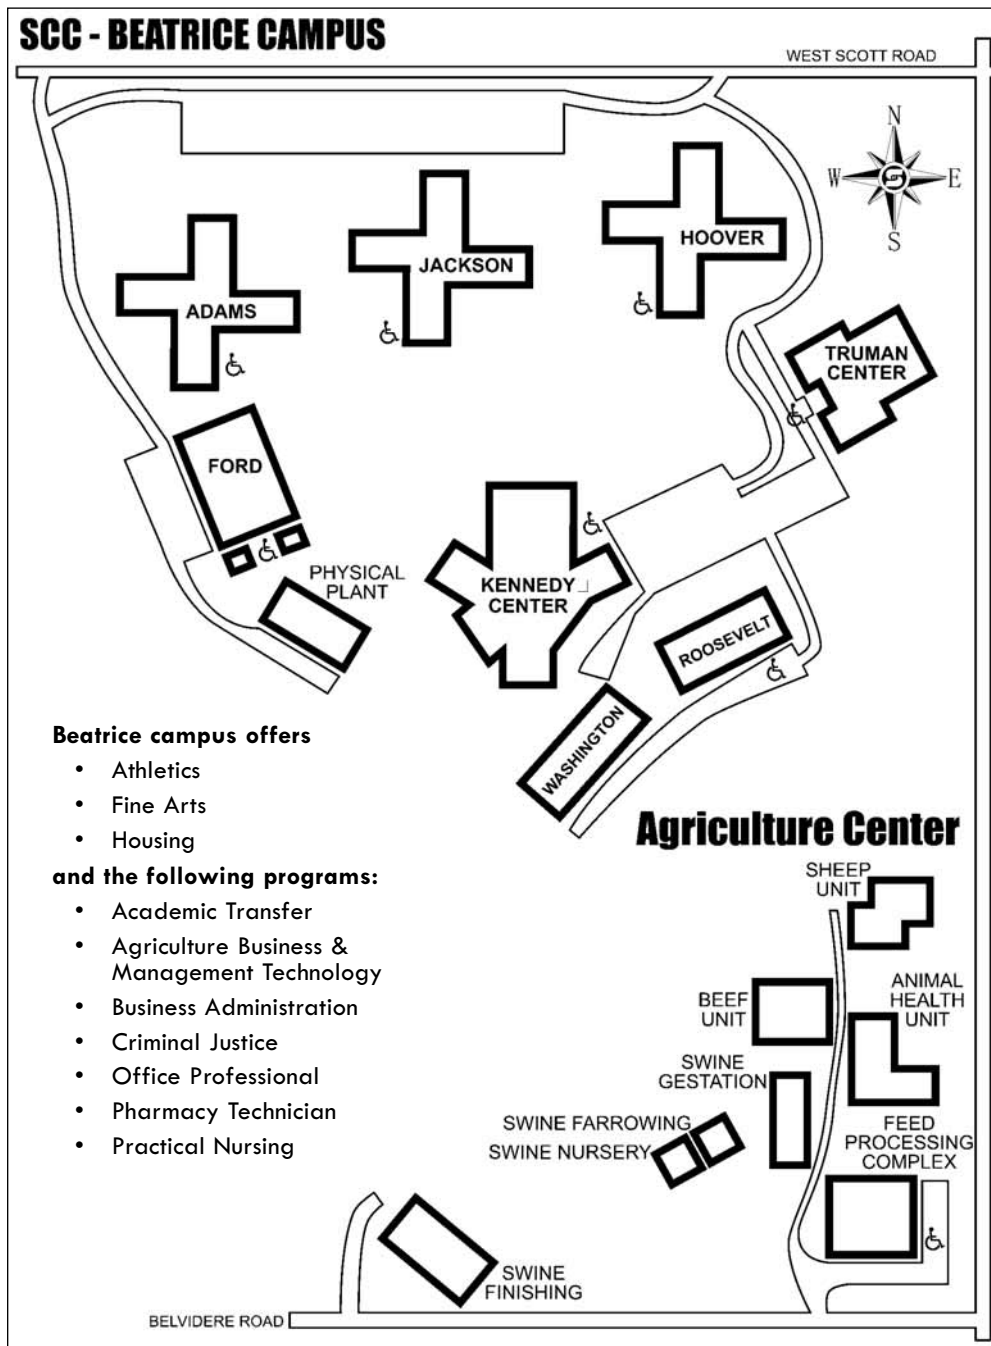 SCC - BEATRICE CAMPUS
WEST SCOTT ROAD
N
W E
S
HOOVER
JACKSON
ADAMS
TRUMAN
CENTER
FORD
PHYSICAL
PLANT
KENNEDY
CENTER
ROOSEVELT
WASHINGTON
Beatrice campus offers
• Athletics
• Fine Arts
• Housing
and the following programs:
• Academic Transfer
• Agriculture Business &
Management Technology
• Business Administration
• Criminal Justice
• Office Professional
• Pharmacy Technician
• Practical Nursing
Agriculture Center
SHEEP
UNIT
BEEF
UNIT
ANIMAL
HEALTH
UNIT
SWINE
GESTATION
SWINE FARROWING
SWINE NURSERY
FEED
PROCESSING
COMPLEX
SWINE
FINISHING
BELVIDERE ROAD